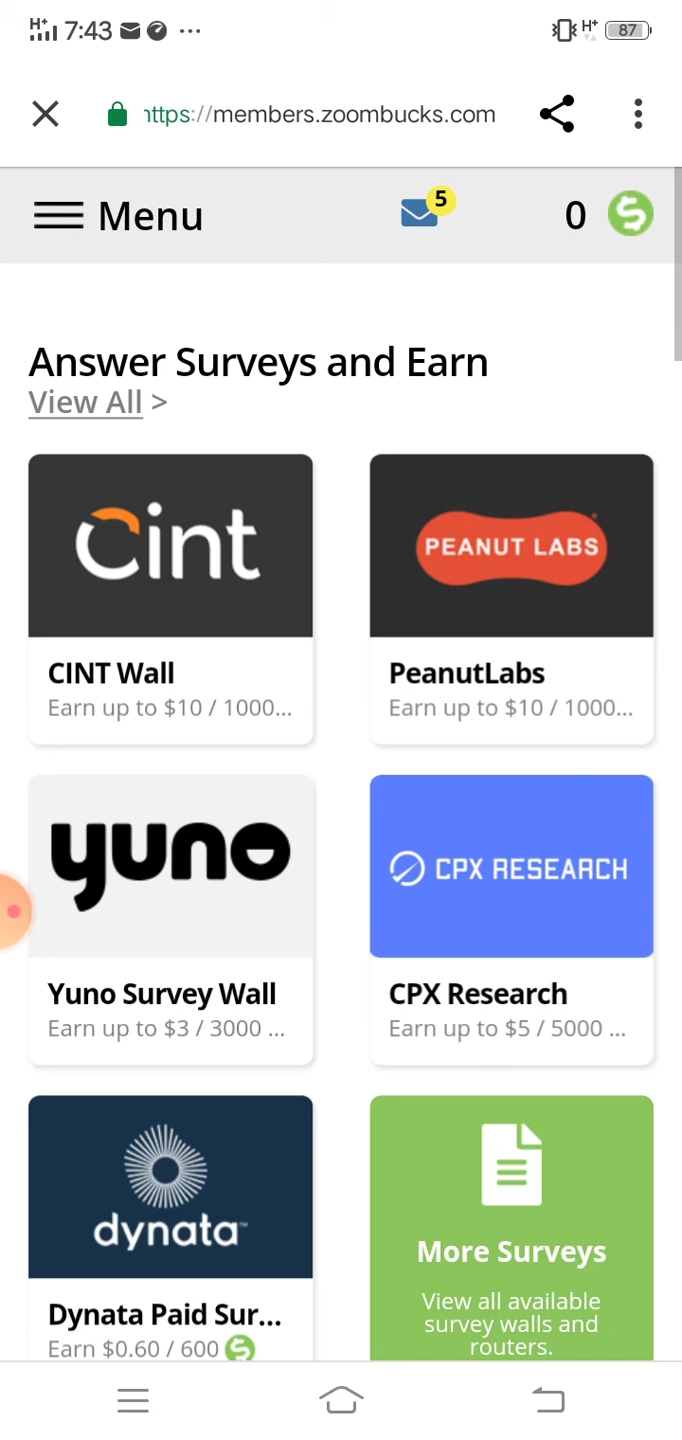 H+ 7:43 ... H+ 87
https://members.zoombucks.com
Menu 5 0
Answer Surveys and Earn
View All >
Cint
PEANUT LABS
CINT Wall
Earn up to $10 / 1000...
PeanutLabs
Earn up to $10 / 1000...
yuno
CPX RESEARCH
Yuno Survey Wall
Earn up to $3 / 3000 ...
CPX Research
Earn up to $5 / 5000 ...
dynata™
Dynata Paid Sur...
Earn $0.60 / 600
More Surveys
View all available
survey walls and
routers.